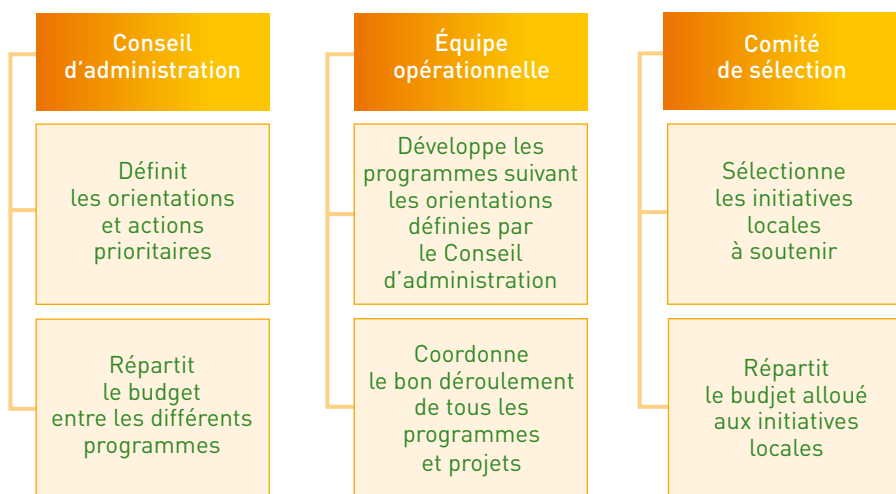 Conseil
d'administration
Définit
les orientations
et actions
prioritaires
Répartit
le budget
entre les différents
programmes
Équipe
opérationnelle
Développe les
programmes suivant
les orientations
définies par
le Conseil
d'administration
Coordonne
le bon déroulement
de tous les
programmes
et projets
Comité
de sélection
Sélectionne
les initiatives
locales
à soutenir
Répartit
le budjet alloué
aux initiatives
locales